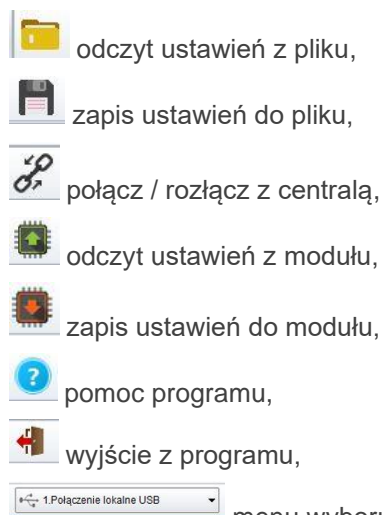 odczyt ustawień z pliku,
zapis ustawień do pliku,
połącz / rozłącz z centralą,
odczyt ustawień z modułu,
zapis ustawień do modułu,
? pomoc programu,
wyjście z programu,
1.Połączenie lokalne USB menu